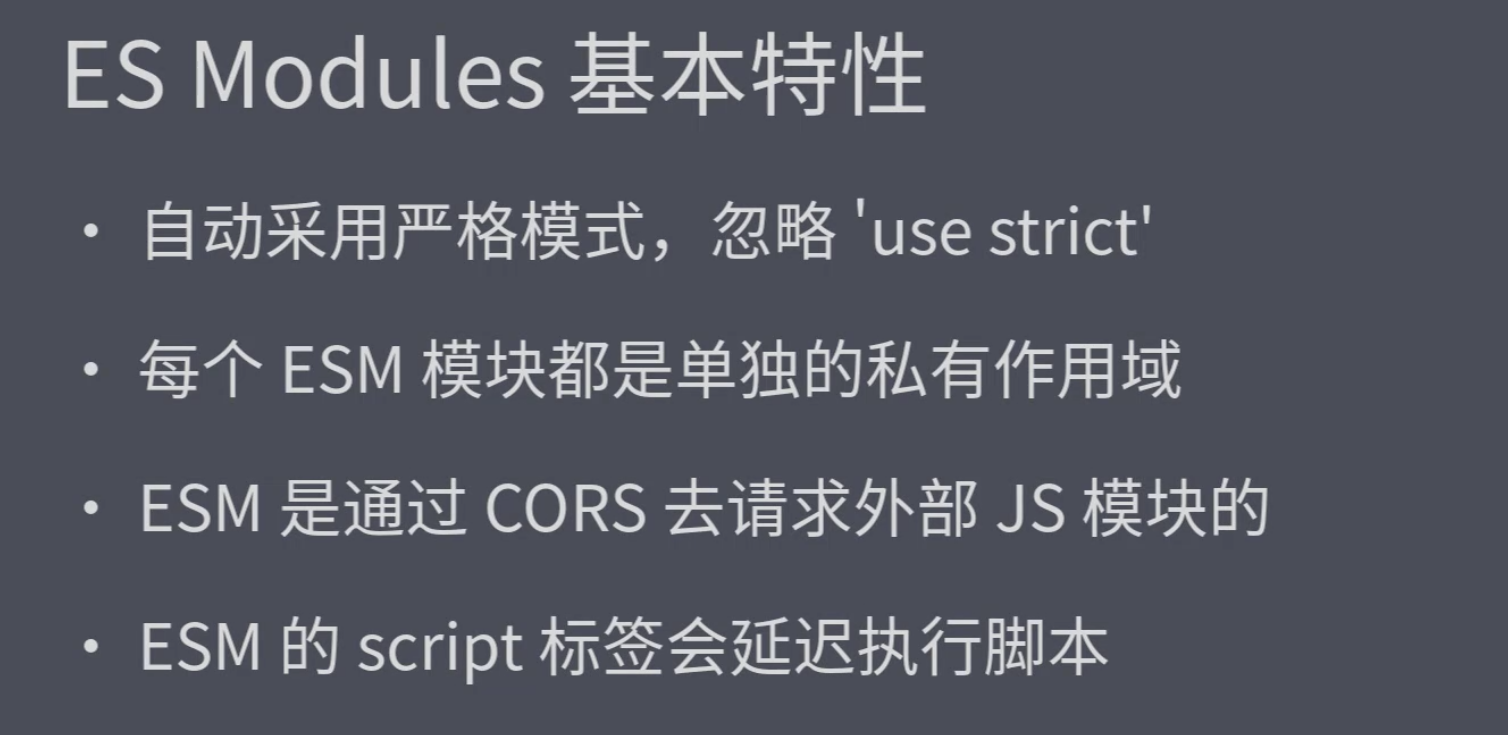 ES Modules 基本特性
• 自动采用严格模式，忽略 'use strict'
• 每个 ESM 模块都是单独的私有作用域
• ESM 是通过 CORS 去请求外部 JS 模块的
• ESM 的 script 标签会延迟执行脚本